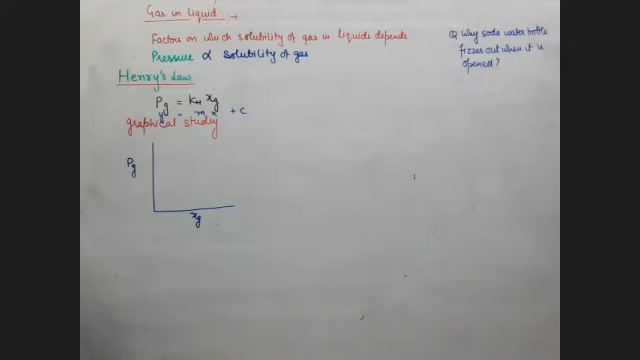 Gas in liquid →
Factors on which solubility of gas in liquids depends
Pressure ∝ solubility of gas
Henry's Law
Pg = KH xg
y = m x + c
graphical study
Pg
xg
Q Why soda water bottle
fizzes out when it is
opened?